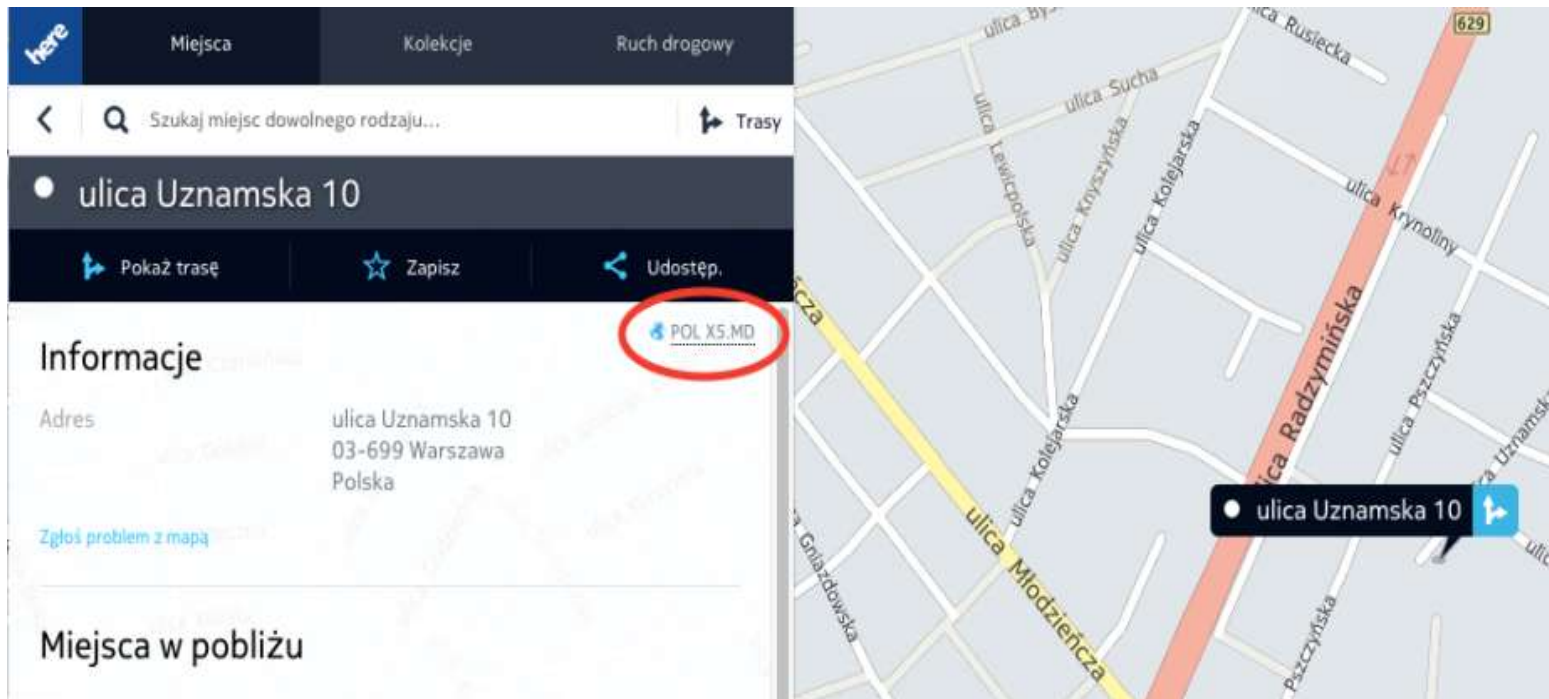 here
Miejsca
Kolekcje
Ruch drogowy
Szukaj miejsc dowolnego rodzaju...
Trasy
ulica Uznamska 10
Pokaż trasę
Zapisz
Udostęp.
POL X5.MD
Informacje
Adres
ulica Uznamska 10
03-699 Warszawa
Polska
Zgłoś problem z mapą
Miejsca w pobliżu
629
ulica
Rusiecka
ulica Sucha
ulica Lewicpolska
ulica Knyszyńska
ulica Kolejarska
ulica Krynoliny
ulica Radzymińska
ulica Pszczyńska
ulica Kolejarska
ulica Uznamska 10
ulica Młodzieńcza
Gniazdowska
Pszczyńska